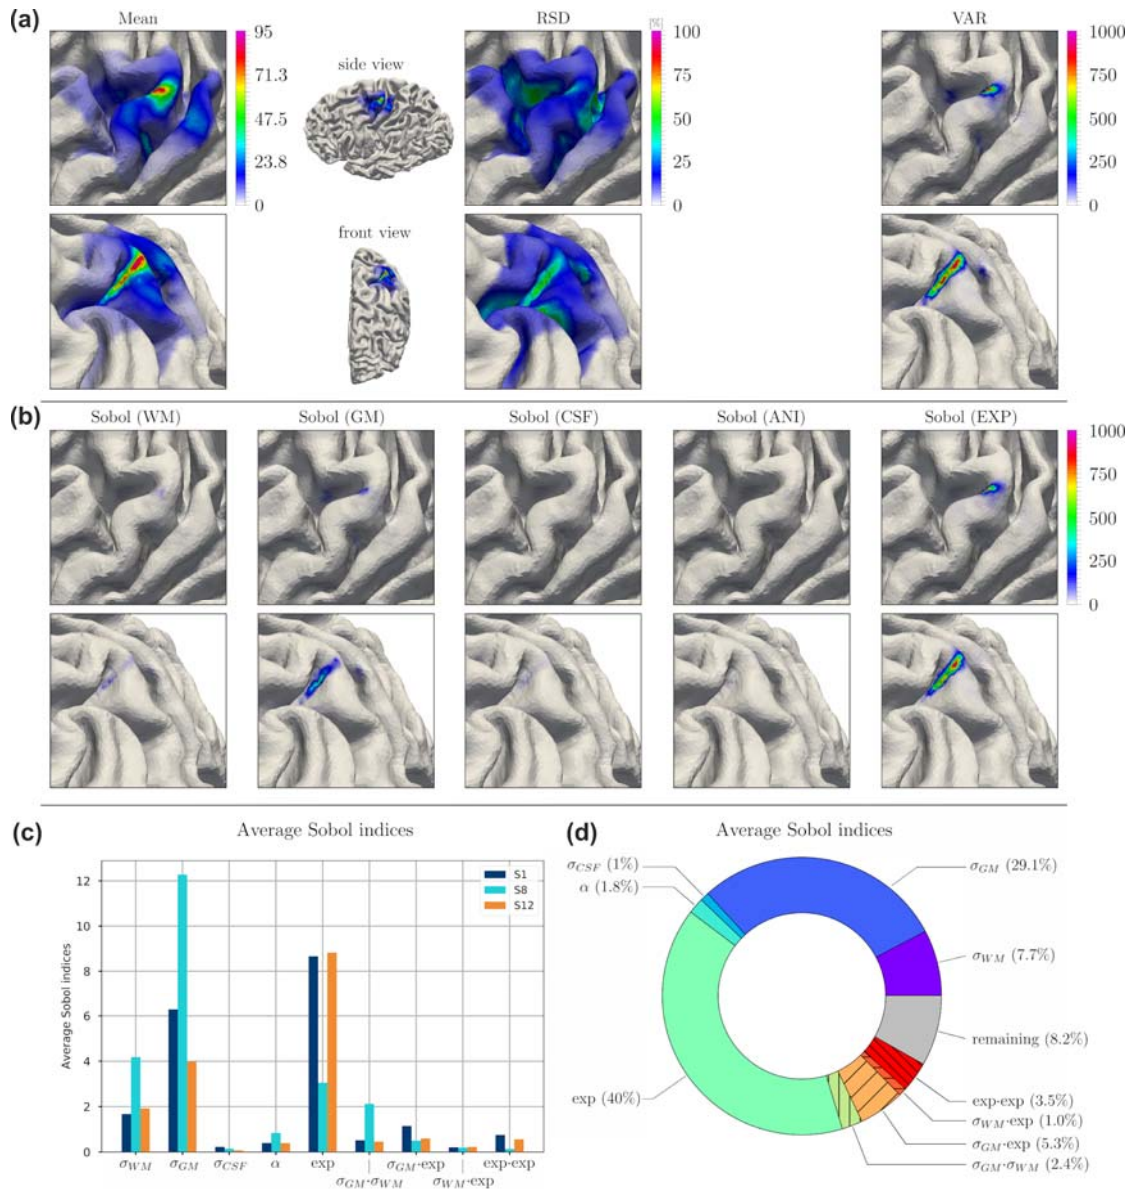 (a)
Mean
RSD
VAR
95
71.3
47.5
23.8
0
side view
front view
[%]
100
75
50
25
0
1000
750
500
250
0
(b)
Sobol (WM)
Sobol (GM)
Sobol (CSF)
Sobol (ANI)
Sobol (EXP)
1000
750
500
250
0
(c)
Average Sobol indices
Average Sobol indices
12
10
8
6
4
2
0
S1
S8
S12
σWM
σGM
σCSF
α
exp
σGM·σWM
σGM·exp
σWM·exp
exp·exp
(d)
Average Sobol indices
σCSF (1%)
α (1.8%)
σGM (29.1%)
σWM (7.7%)
remaining (8.2%)
exp·exp (3.5%)
σWM·exp (1.0%)
σGM·exp (5.3%)
σGM·σWM (2.4%)
exp (40%)